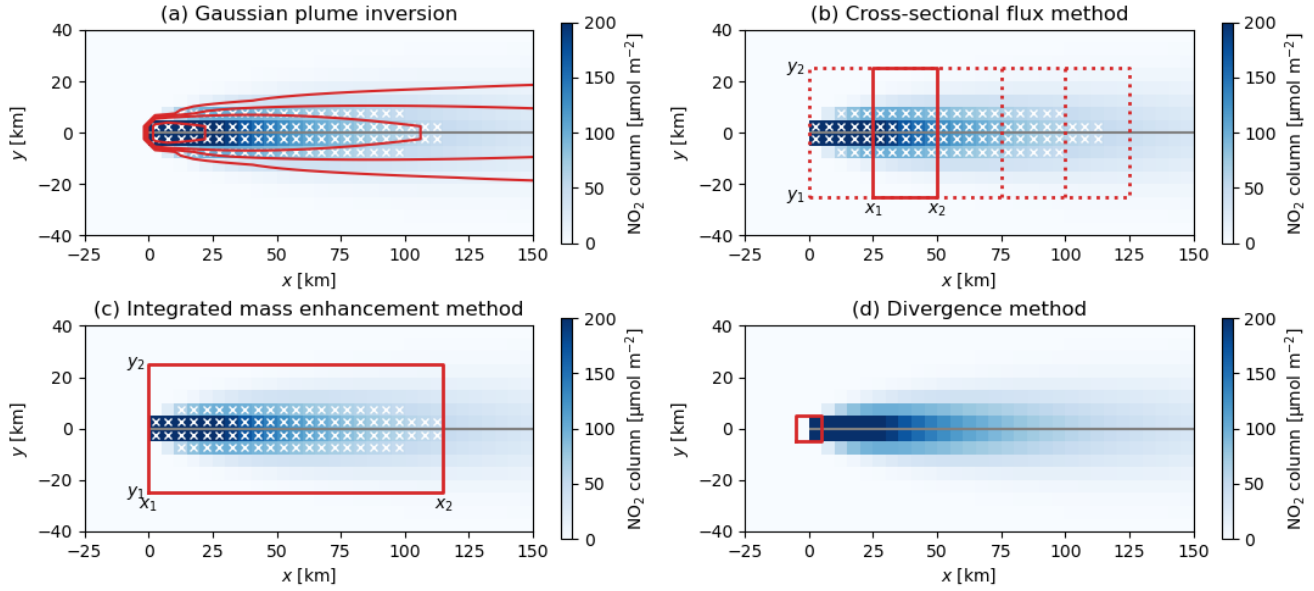 (a) Gaussian plume inversion
40
20
0
−20
−40
y [km]
−25 0 25 50 75 100 125 150
x [km]
200
150
100
50
0
NO₂ column [µmol m⁻²]
(b) Cross-sectional flux method
40
20
0
−20
−40
y [km]
y₂
y₁
x₁ x₂
−25 0 25 50 75 100 125 150
x [km]
200
150
100
50
0
NO₂ column [µmol m⁻²]
(c) Integrated mass enhancement method
40
20
0
−20
−40
y [km]
y₂
y₁
x₁ x₂
−25 0 25 50 75 100 125 150
x [km]
200
150
100
50
0
NO₂ column [µmol m⁻²]
(d) Divergence method
40
20
0
−20
−40
y [km]
−25 0 25 50 75 100 125 150
x [km]
200
150
100
50
0
NO₂ column [µmol m⁻²]